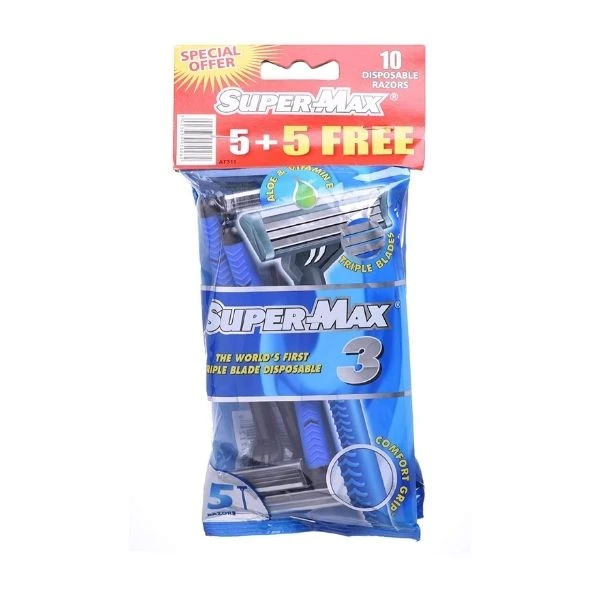 SPECIAL
OFFER
10
DISPOSABLE
RAZORS
SUPER-MAX®
5 + 5 FREE
AT311
ALOE & VITAMIN E
TRIPLE BLADES
SUPER-MAX®
3
THE WORLD'S FIRST
TRIPLE BLADE DISPOSABLE
COMFORT GRIP
5
RAZORS